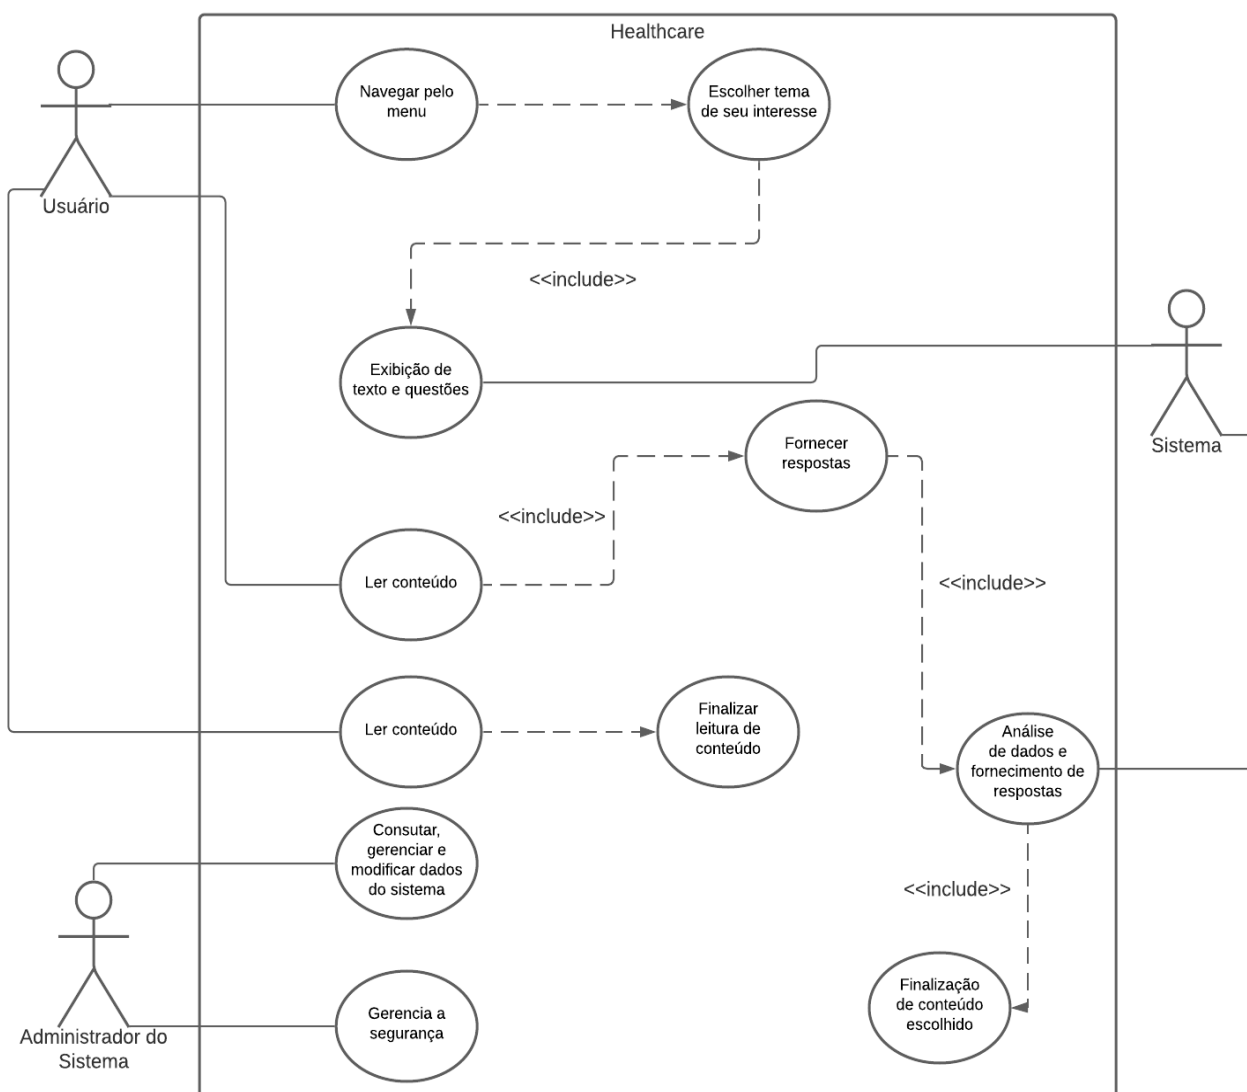 Healthcare
Navegar pelo
menu
Escolher tema
de seu interesse
Usuário
<<include>>
Exibição de
texto e questões
Sistema
Fornecer
respostas
<<include>>
Ler conteúdo
<<include>>
Ler conteúdo
Finalizar
leitura de
conteúdo
Análise
de dados e
fornecimento de
respostas
Consutar,
gerenciar e
modificar dados
do sistema
<<include>>
Finalização
de conteúdo
escolhido
Gerencia a
segurança
Administrador do
Sistema